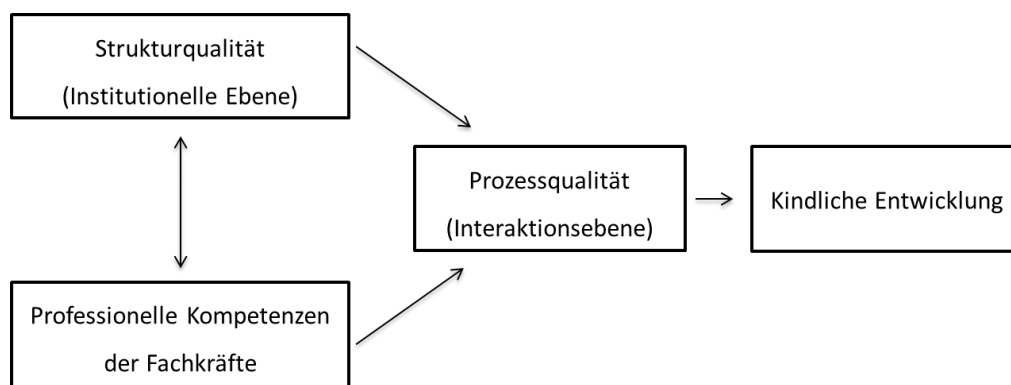 Strukturqualität
(Institutionelle Ebene)
Prozessqualität
(Interaktionsebene)
Kindliche Entwicklung
Professionelle Kompetenzen
der Fachkräfte